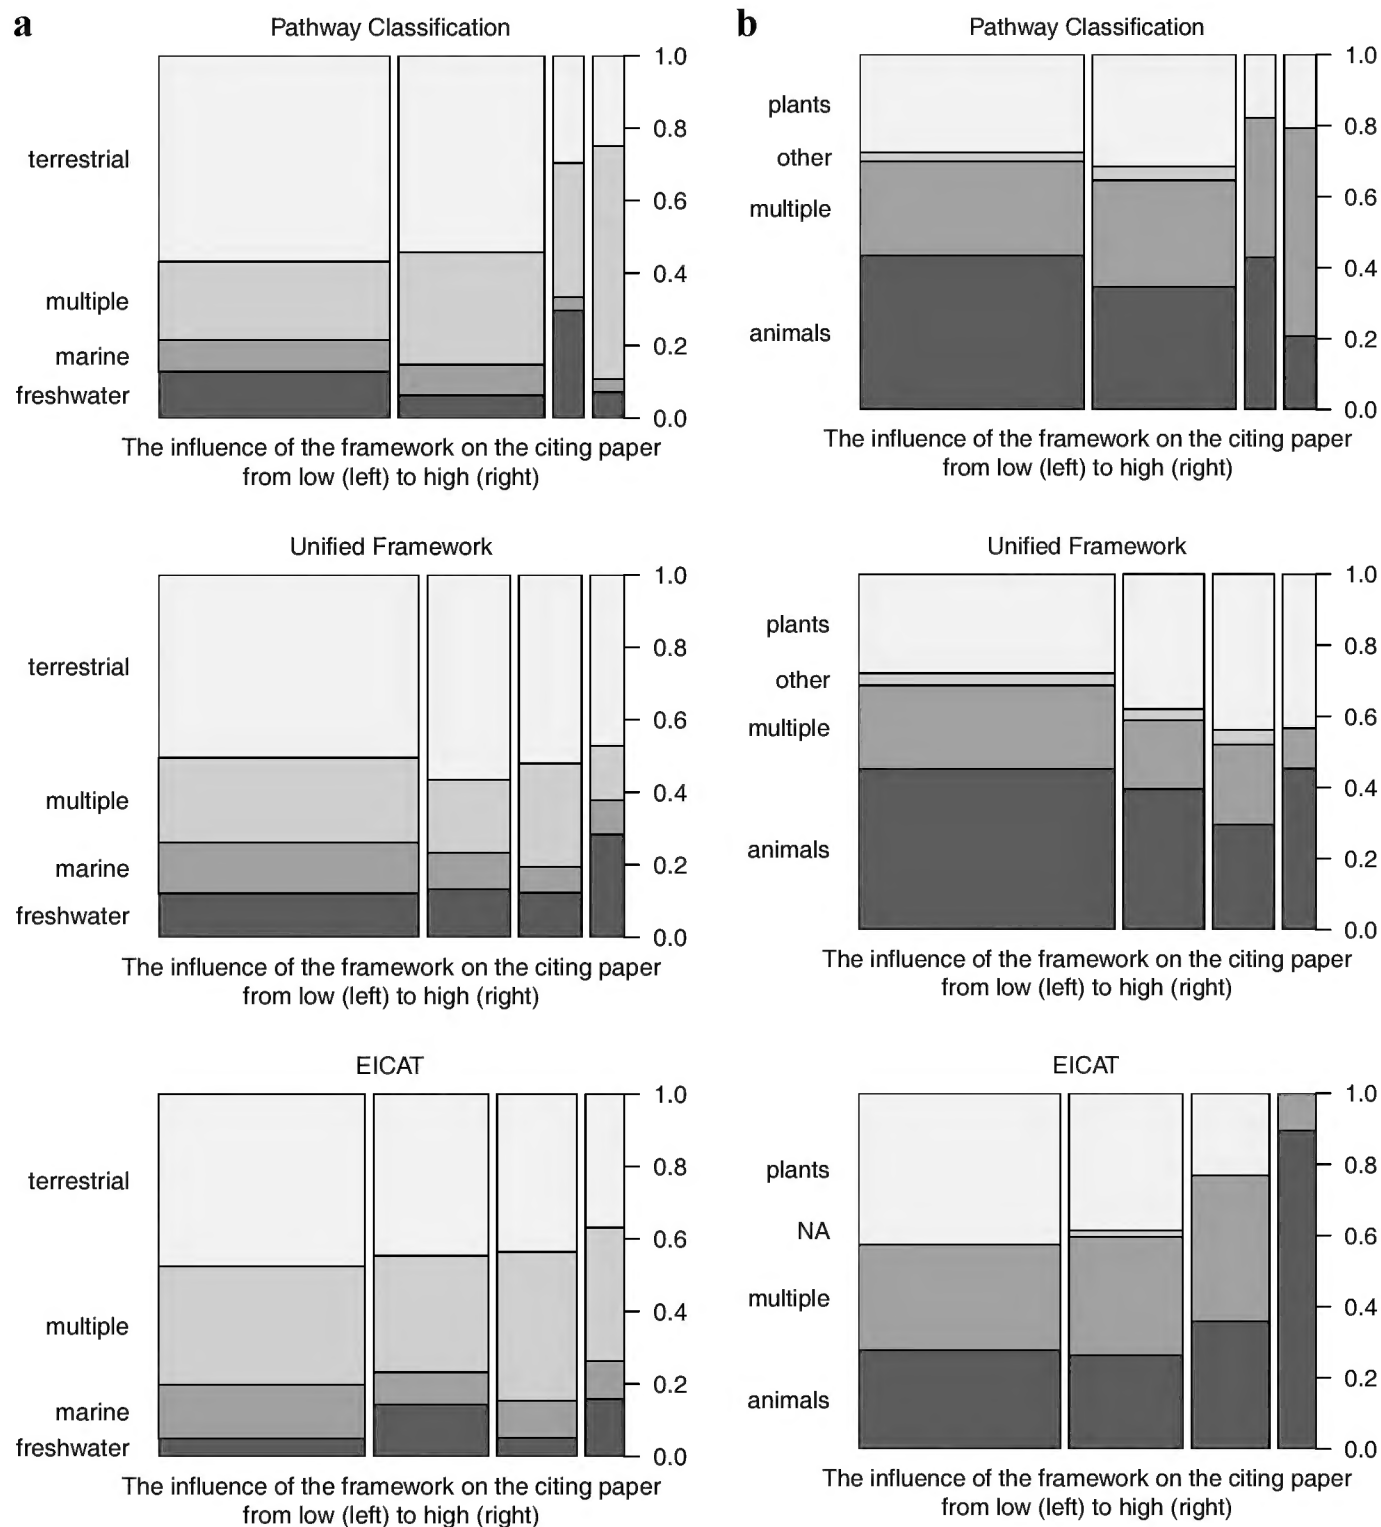 a
Pathway Classification
terrestrial
multiple
marine
freshwater
1.0
0.8
0.6
0.4
0.2
0.0
The influence of the framework on the citing paper
from low (left) to high (right)
Unified Framework
terrestrial
multiple
marine
freshwater
1.0
0.8
0.6
0.4
0.2
0.0
The influence of the framework on the citing paper
from low (left) to high (right)
EICAT
terrestrial
multiple
marine
freshwater
1.0
0.8
0.6
0.4
0.2
0.0
The influence of the framework on the citing paper
from low (left) to high (right)
b
Pathway Classification
plants
other
multiple
animals
1.0
0.8
0.6
0.4
0.2
0.0
The influence of the framework on the citing paper
from low (left) to high (right)
Unified Framework
plants
other
multiple
animals
1.0
0.8
0.6
0.4
0.2
0.0
The influence of the framework on the citing paper
from low (left) to high (right)
EICAT
plants
NA
multiple
animals
1.0
0.8
0.6
0.4
0.2
0.0
The influence of the framework on the citing paper
from low (left) to high (right)